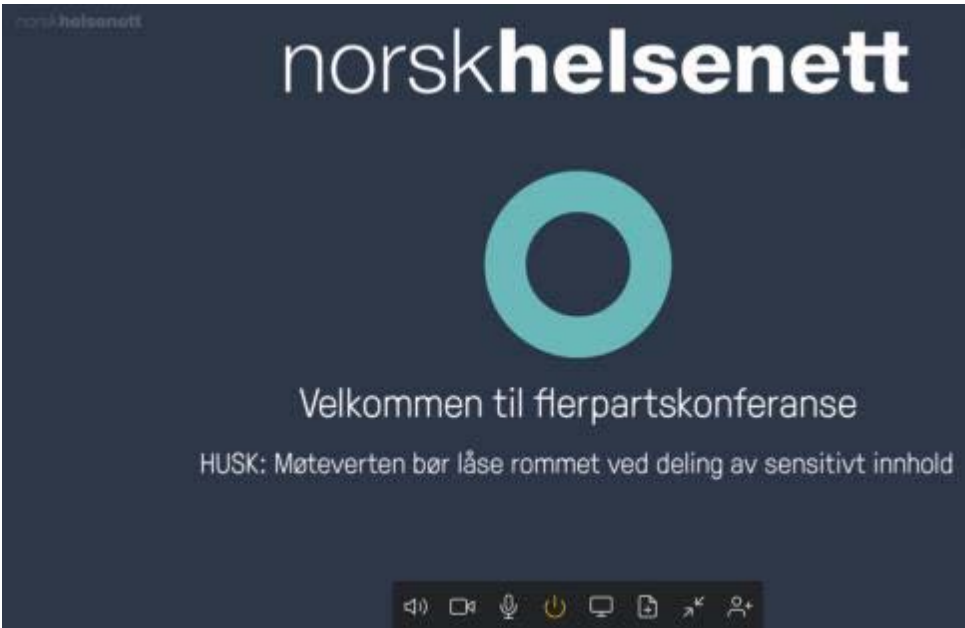 norskhelsenett
norskhelsenett
Velkommen til flerpartskonferanse
HUSK: Møteverten bør låse rommet ved deling av sensitivt innhold